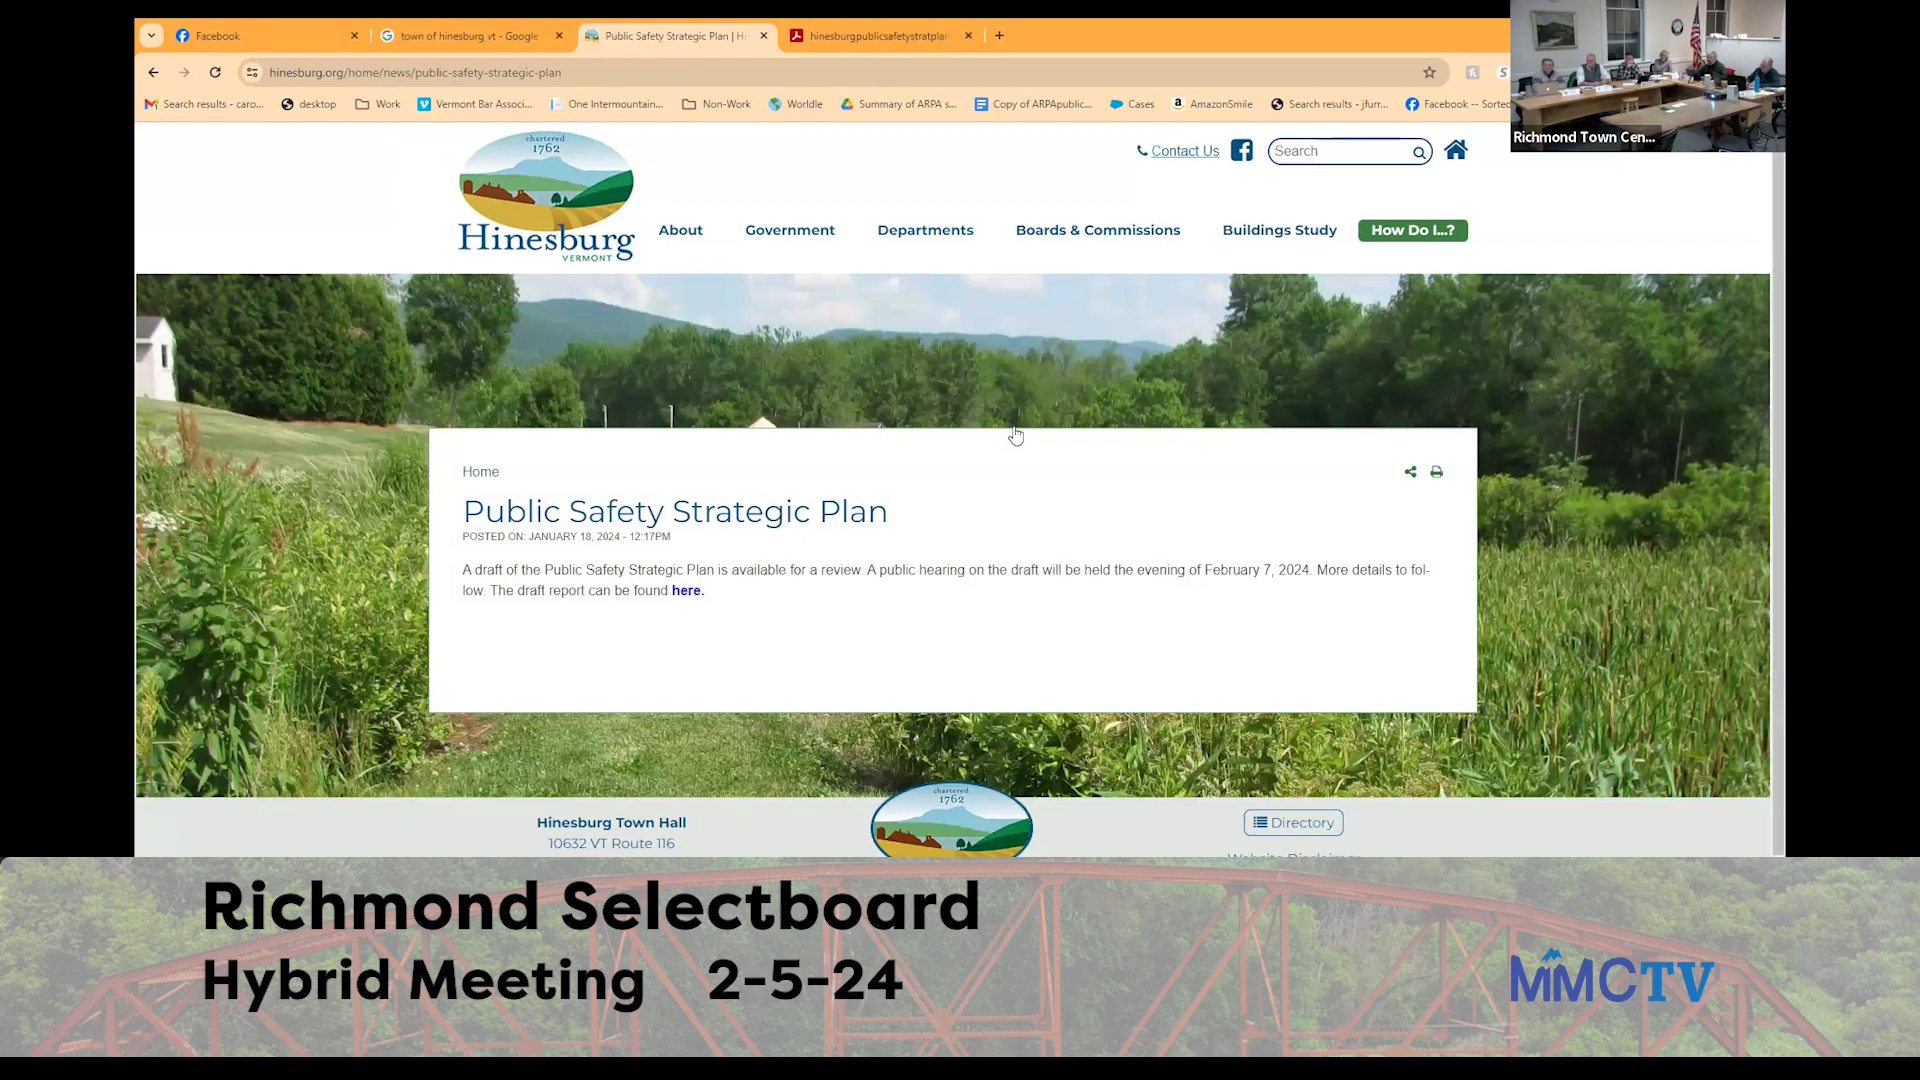 Facebook
town of hinesburg vt - Google
Public Safety Strategic Plan | Hi
hinesburgpublicsafetystratplan
hinesburg.org/home/news/public-safety-strategic-plan
Search results - caro...
desktop
Work
Vermont Bar Associ...
One Intermountain...
Non-Work
Worldle
Summary of ARPA s...
Copy of ARPApublic...
Cases
AmazonSmile
Search results - jfurr...
Facebook -- Sorted
Richmond Town Cen...
chartered
1762
Hinesburg
VERMONT
Contact Us
Search
About
Government
Departments
Boards & Commissions
Buildings Study
How Do I...?
Home
Public Safety Strategic Plan
POSTED ON: JANUARY 18, 2024 - 12:17PM
A draft of the Public Safety Strategic Plan is available for a review. A public hearing on the draft will be held the evening of February 7, 2024. More details to fol-
low. The draft report can be found here.
Hinesburg Town Hall
10632 VT Route 116
chartered
1762
Directory
Website Disclaimer
Richmond Selectboard
Hybrid Meeting 2-5-24
MMCTV